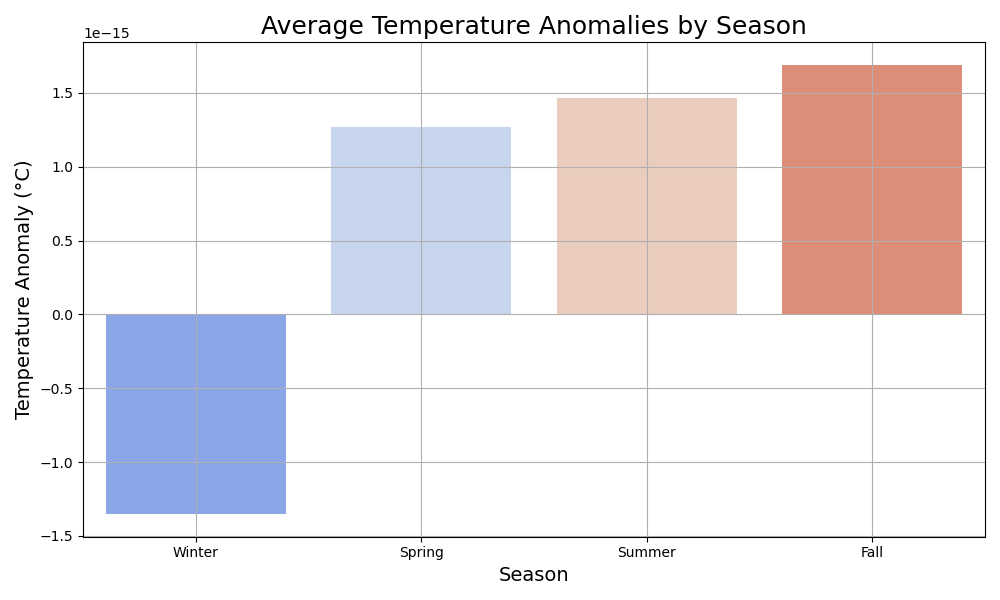 Average Temperature Anomalies by Season
1e−15
1.5
1.0
0.5
0.0
−0.5
−1.0
−1.5
Temperature Anomaly (°C)
Winter Spring Summer Fall
Season